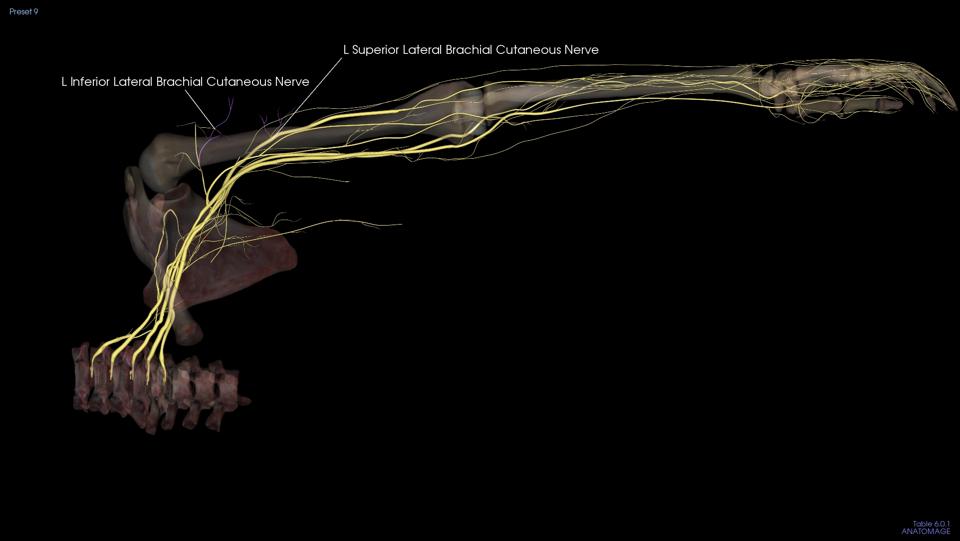 Preset 9
L Superior Lateral Brachial Cutaneous Nerve
L Inferior Lateral Brachial Cutaneous Nerve
Table 6.0.1
ANATOMAGE